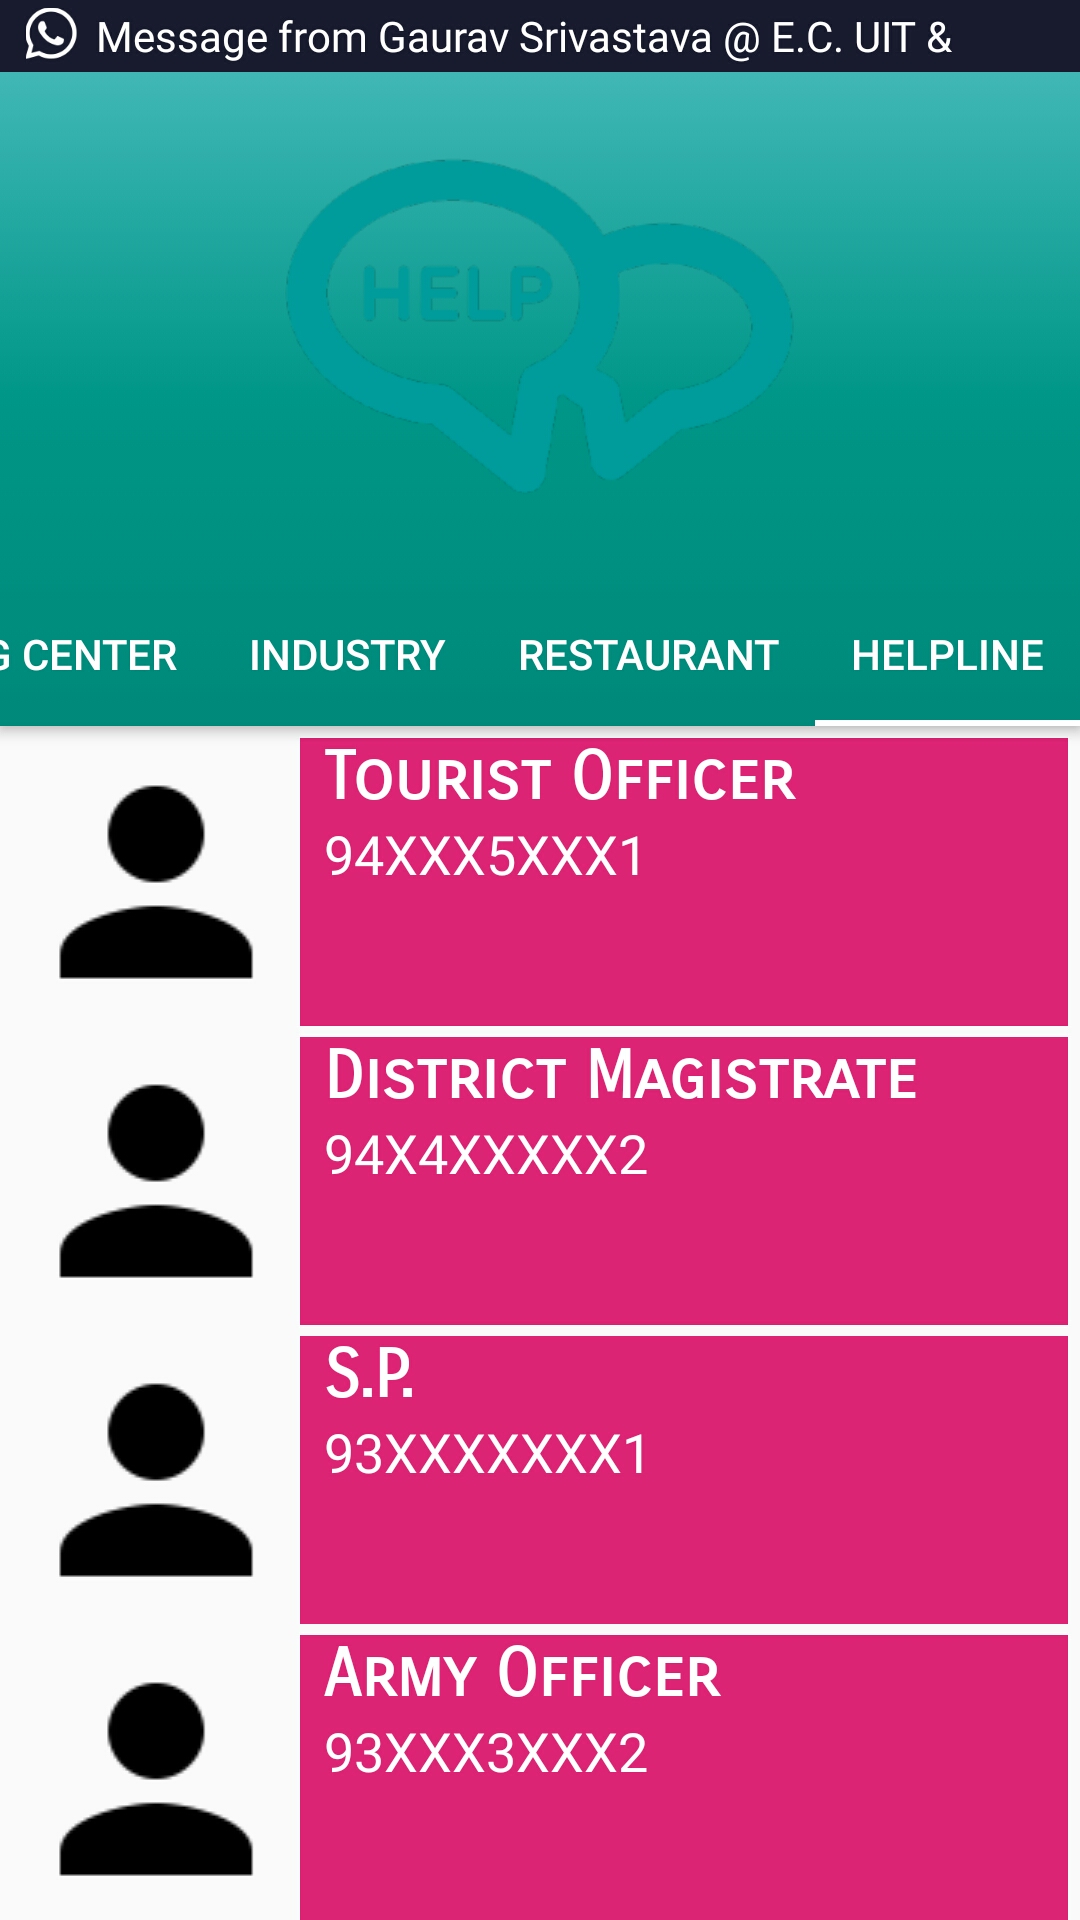 Message from Gaurav Srivastava @ E.C. UIT &
HELP
G CENTER INDUSTRY RESTAURANT HELPLINE
Tourist Officer
94XXX5XXX1
District Magistrate
94X4XXXXX2
S.P.
93XXXXXXX1
Army Officer
93XXX3XXX2